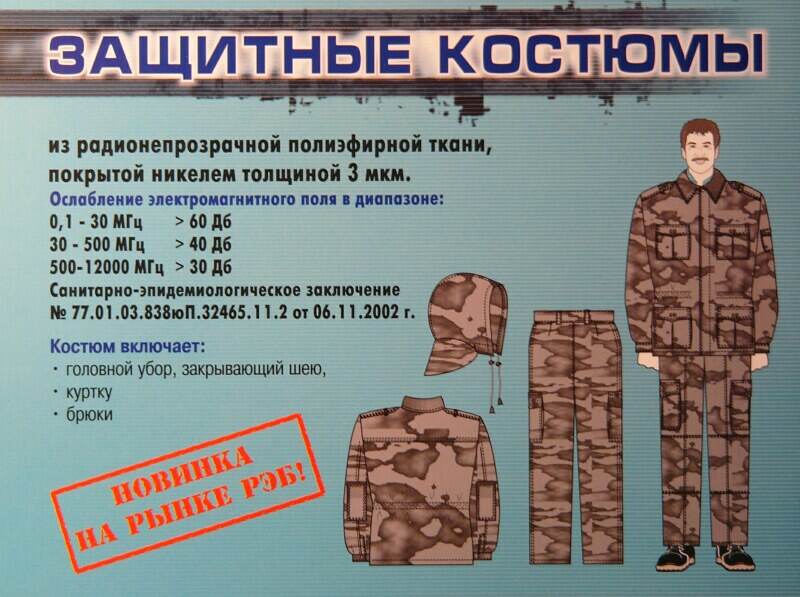 ЗАЩИТНЫЕ КОСТЮМЫ
из радионепрозрачной полиэфирной ткани,
покрытой никелем толщиной 3 мкм.
Ослабление электромагнитного поля в диапазоне:
0,1 - 30 МГц > 60 Дб
30 - 500 МГц > 40 Дб
500-12000 МГц > 30 Дб
Санитарно-эпидемиологическое заключение
№ 77.01.03.838юП.32465.11.2 от 06.11.2002 г.
Костюм включает:
· головной убор, закрывающий шею,
· куртку
· брюки
НОВИНКА
НА РЫНКЕ РЭБ!